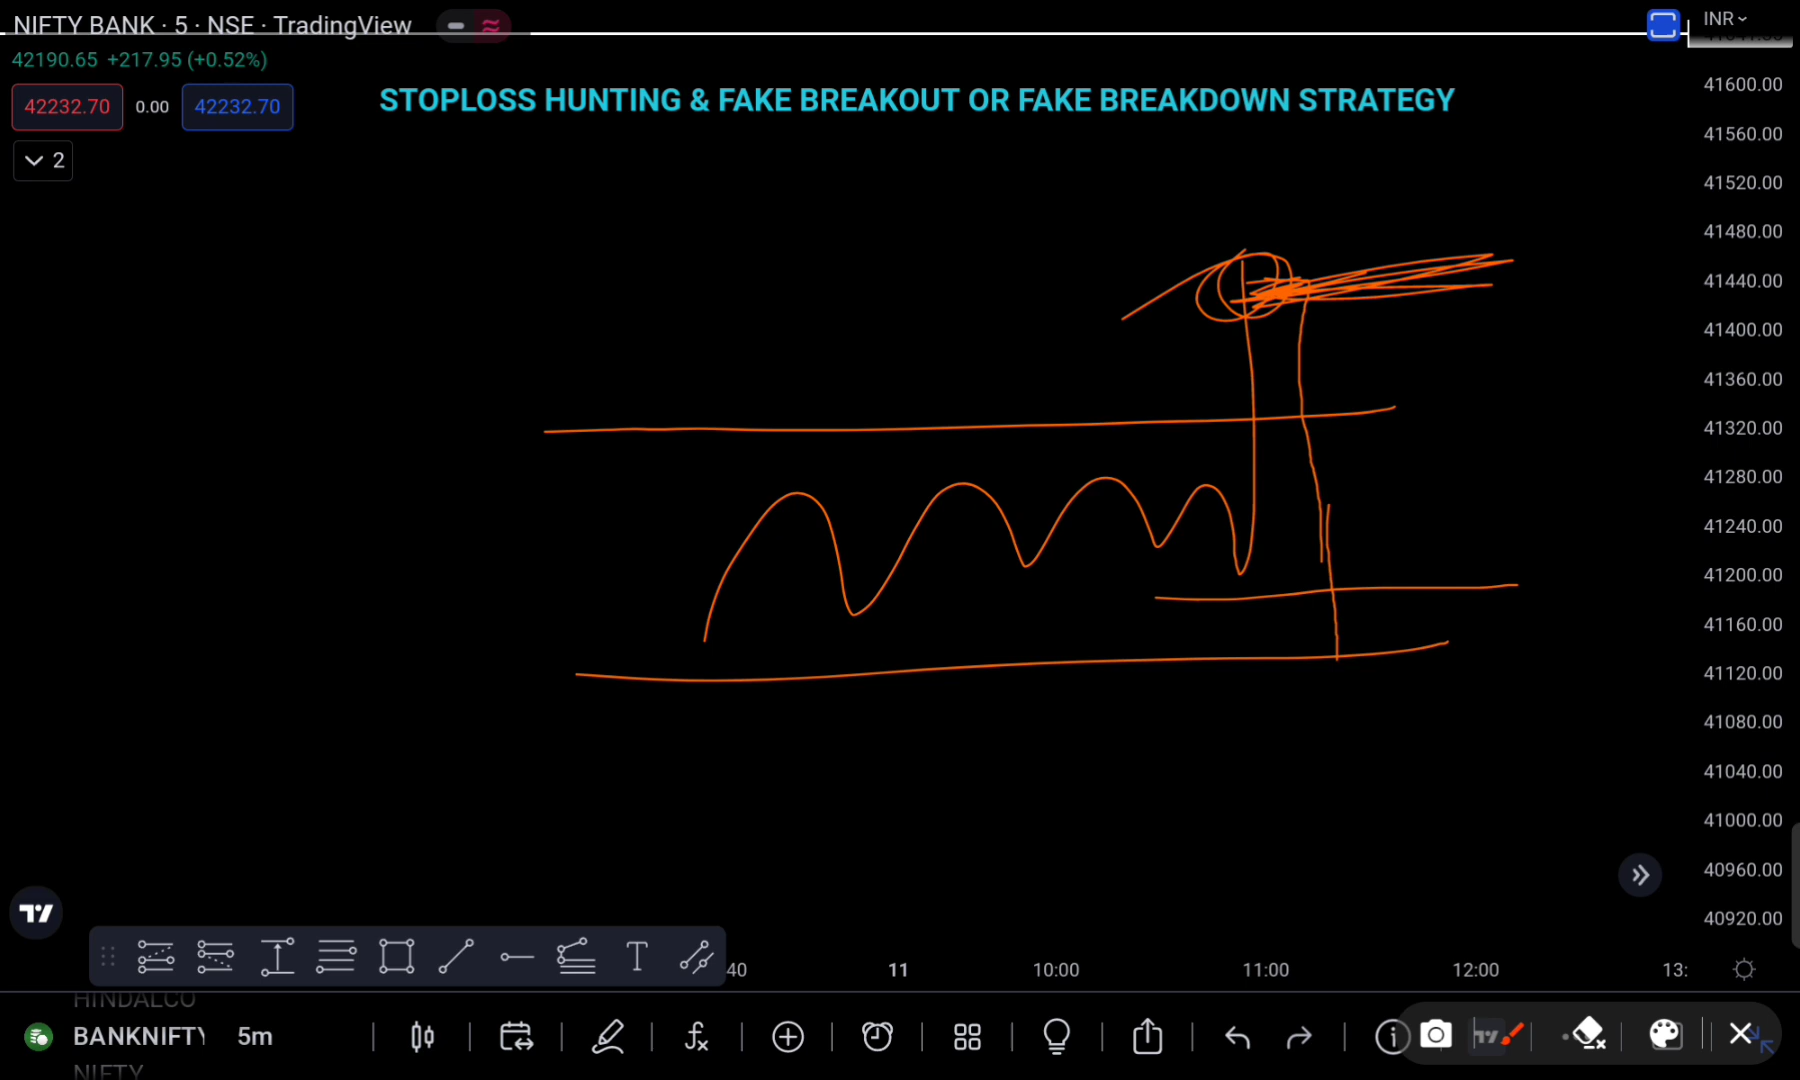 NIFTY BANK · 5 · NSE · TradingView
INR
42190.65 +217.95 (+0.52%)
42232.70 0.00 42232.70
2
STOPLOSS HUNTING & FAKE BREAKOUT OR FAKE BREAKDOWN STRATEGY
41600.00
41560.00
41520.00
41480.00
41440.00
41400.00
41360.00
41320.00
41280.00
41240.00
41200.00
41160.00
41120.00
41080.00
41040.00
41000.00
40960.00
40920.00
40 11 10:00 11:00 12:00 13:
HINDALCO
BANKNIFTY 5m
NIFTY